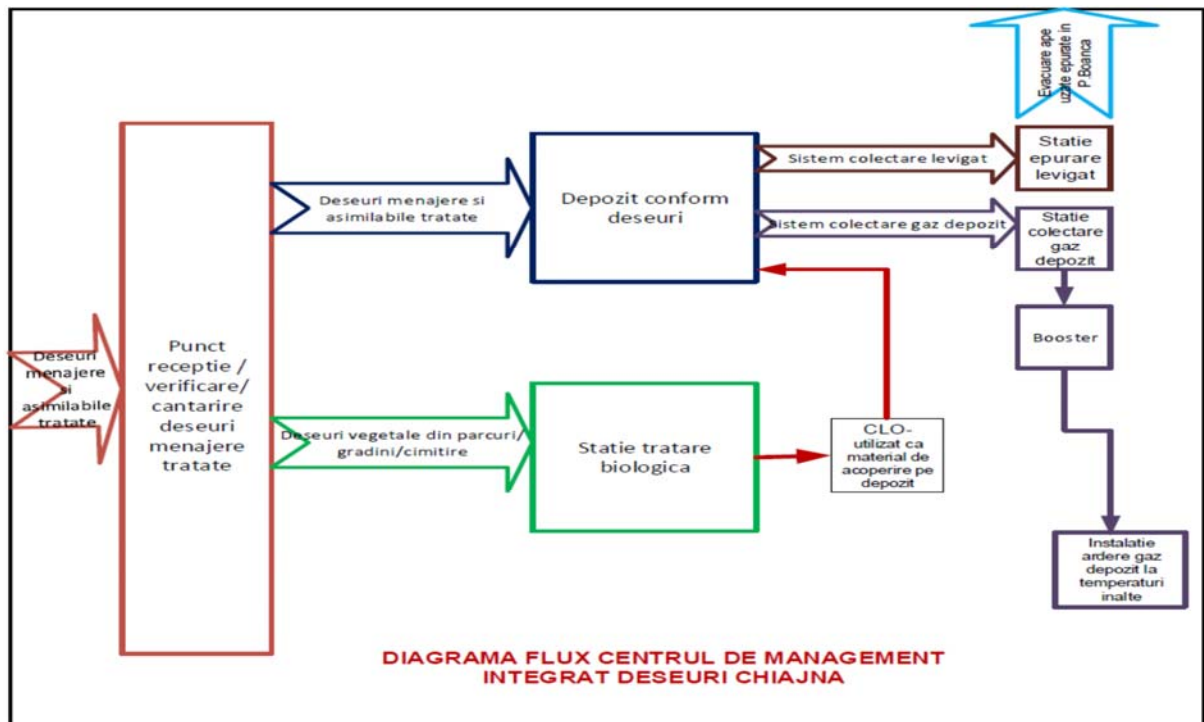 Evacuare ape
uzate epurate in
P.Boanca
Deseuri
menajere
si
asimilabile
tratate
Punct
receptie /
verificare/
cantarire
deseuri
menajere
tratate
Deseuri menajere si
asimilabile tratate
Depozit conform
deseuri
Sistem colectare levigat
Statie
epurare
levigat
Sistem colectare gaz depozit
Statie
colectare
gaz
depozit
Booster
Instalatie
ardere gaz
depozit la
temperaturi
inalte
Deseuri vegetale din parcuri/
gradini/cimitire
Statie tratare
biologica
CLO-
utilizat ca
material de
acoperire pe
depozit
DIAGRAMA FLUX CENTRUL DE MANAGEMENT
INTEGRAT DESEURI CHIAJNA